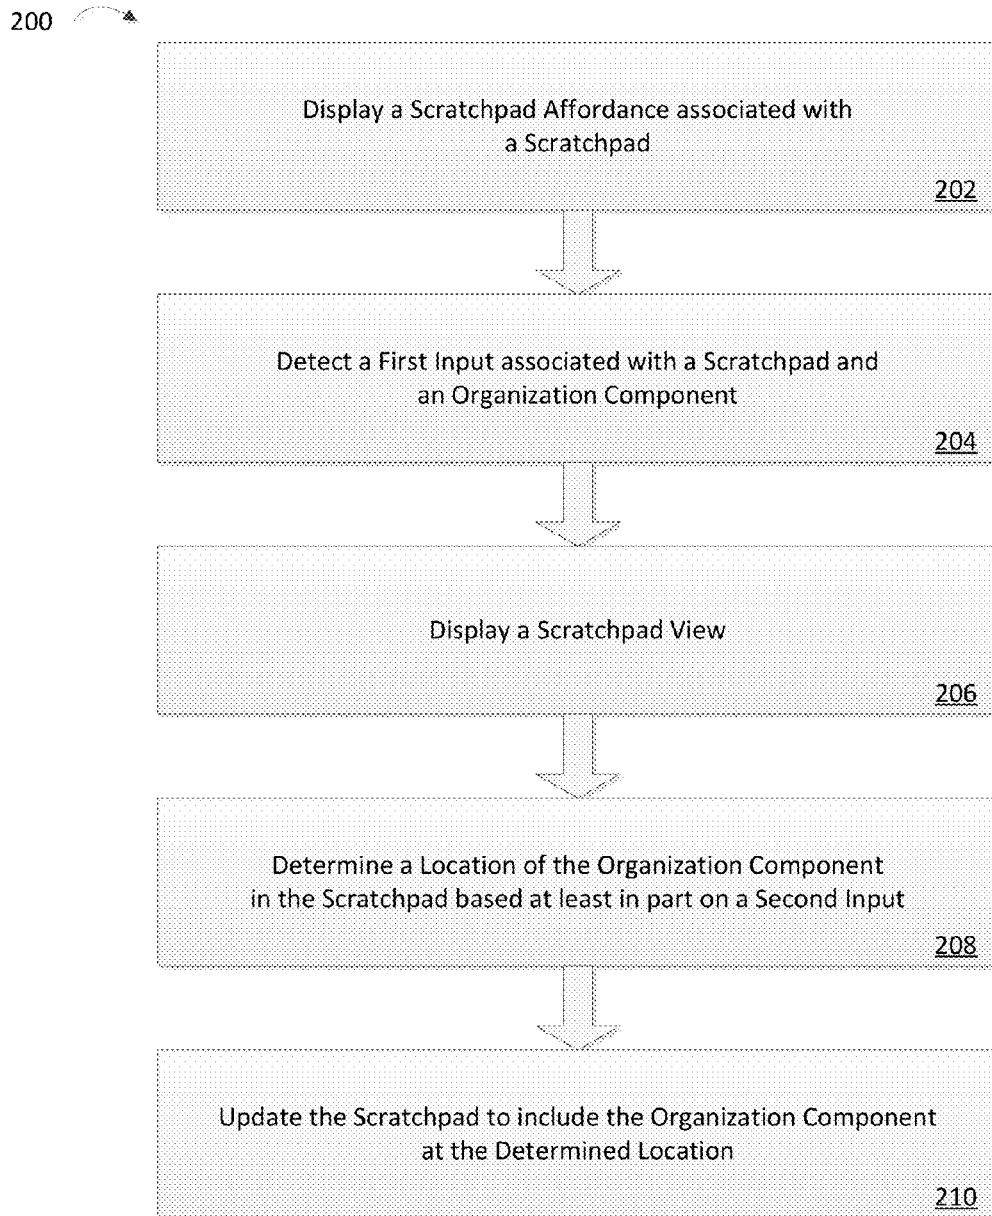 200
Display a Scratchpad Affordance associated with
a Scratchpad
202
Detect a First Input associated with a Scratchpad and
an Organization Component
204
Display a Scratchpad View
206
Determine a Location of the Organization Component
in the Scratchpad based at least in part on a Second Input
208
Update the Scratchpad to include the Organization Component
at the Determined Location
210